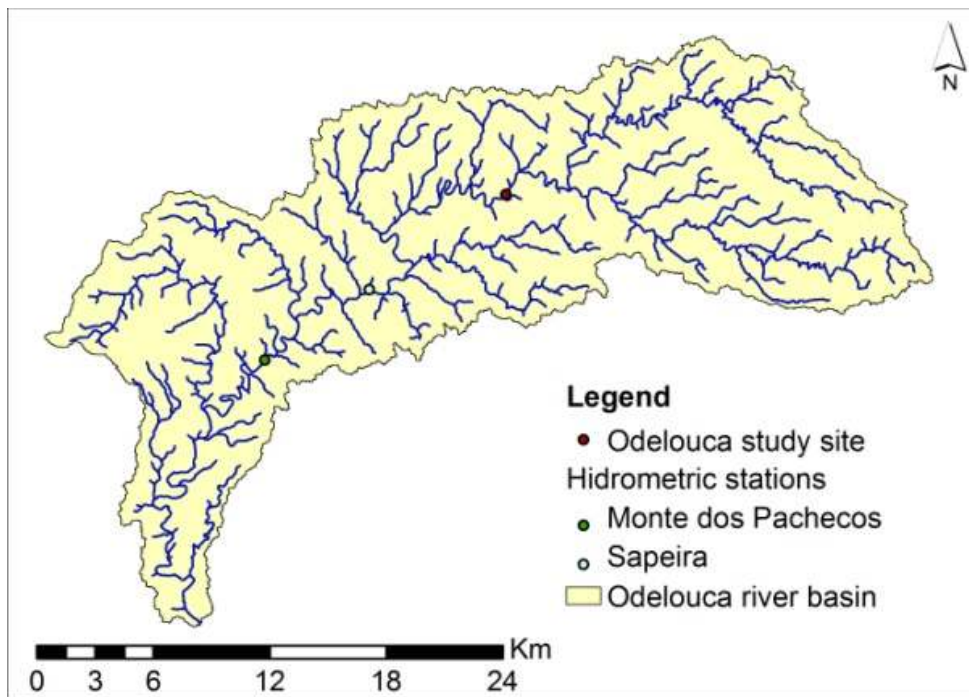 N
Legend
Odelouca study site
Hidrometric stations
Monte dos Pachecos
Sapeira
Odelouca river basin
Km
0 3 6 12 18 24